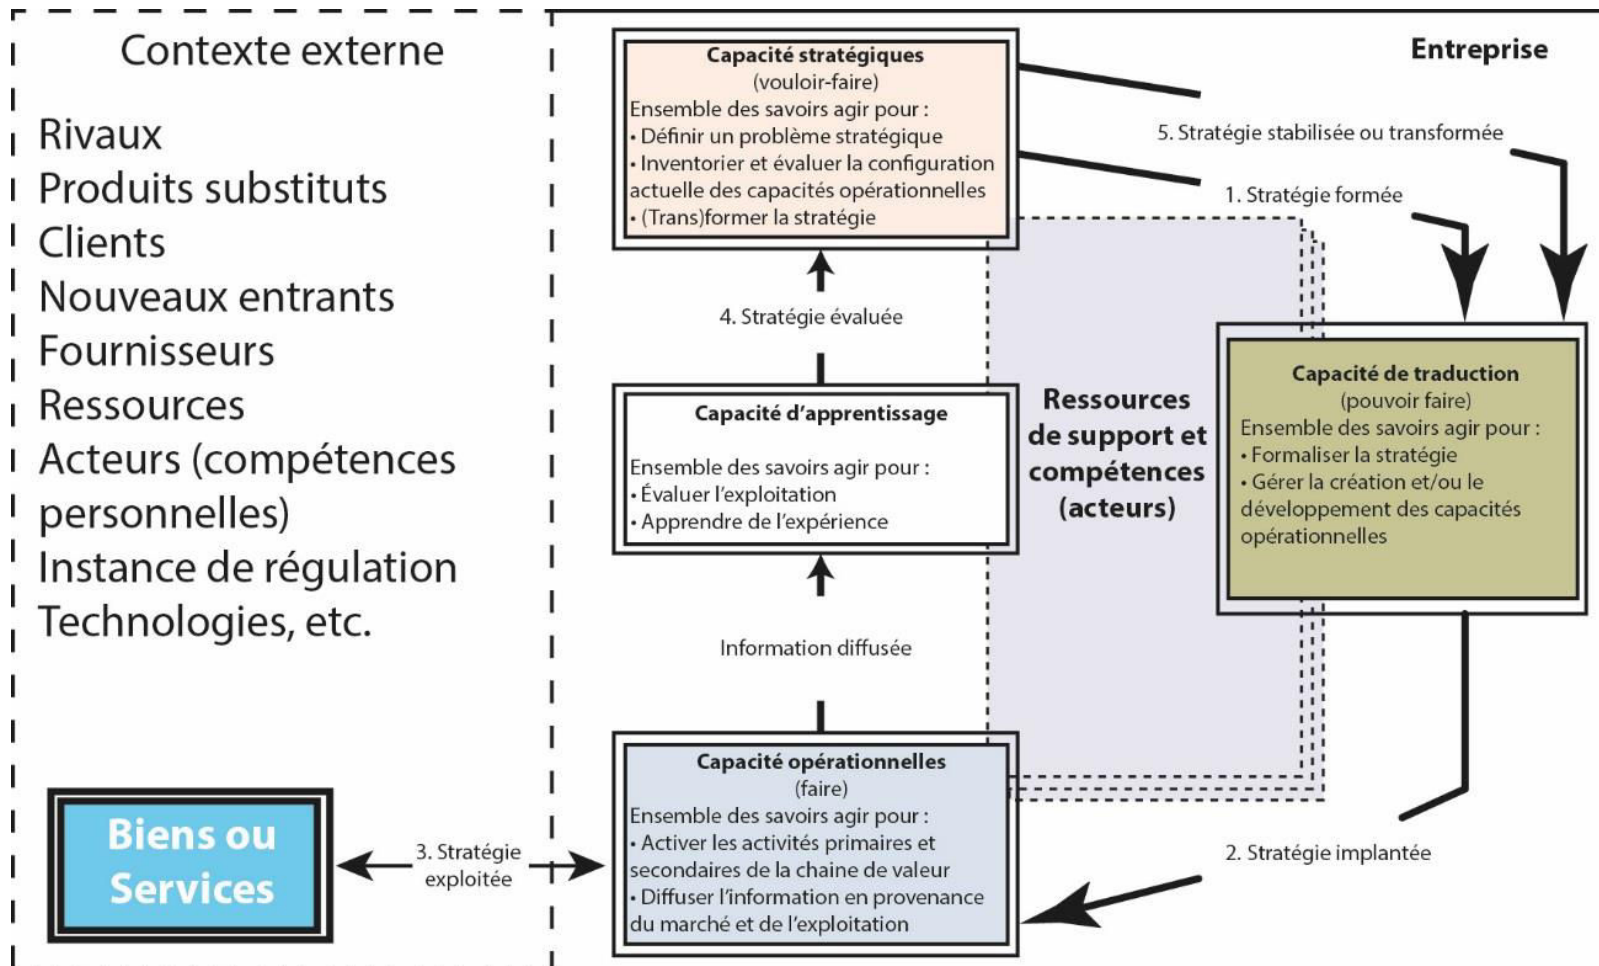 Contexte externe
Rivaux
Produits substituts
Clients
Nouveaux entrants
Fournisseurs
Ressources
Acteurs (compétences
personnelles)
Instance de régulation
Technologies, etc.
Biens ou
Services
3. Stratégie
exploitée
Entreprise
Capacité stratégiques
(vouloir-faire)
Ensemble des savoirs agir pour :
• Définir un problème stratégique
• Inventorier et évaluer la configuration
actuelle des capacités opérationnelles
• (Trans)former la stratégie
5. Stratégie stabilisée ou transformée
1. Stratégie formée
4. Stratégie évaluée
Capacité d'apprentissage
Ensemble des savoirs agir pour :
• Évaluer l'exploitation
• Apprendre de l'expérience
Ressources
de support et
compétences
(acteurs)
Capacité de traduction
(pouvoir faire)
Ensemble des savoirs agir pour :
• Formaliser la stratégie
• Gérer la création et/ou le
développement des capacités
opérationnelles
Information diffusée
Capacité opérationnelles
(faire)
Ensemble des savoirs agir pour :
• Activer les activités primaires et
secondaires de la chaine de valeur
• Diffuser l'information en provenance
du marché et de l'exploitation
2. Stratégie implantée